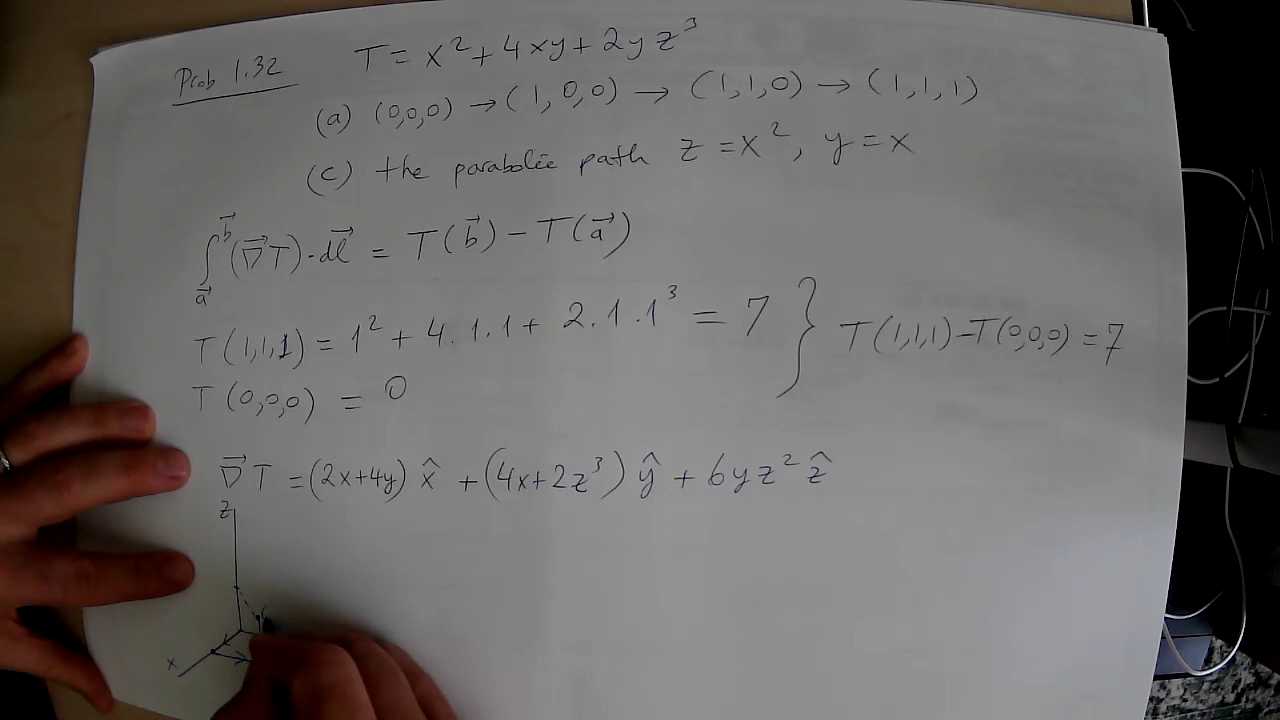 Prob 1.32 T = x² + 4xy + 2yz³
(a) (0,0,0) → (1,0,0) → (1,1,0) → (1,1,1)
(c) the parabolic path z = x², y = x
∫ₐ⃗^b⃗ (∇⃗T)·dl⃗ = T(b⃗) − T(a⃗)
T(1,1,1) = 1² + 4.1.1 + 2.1.1³ = 7 } T(1,1,1) − T(0,0,0) = 7
T(0,0,0) = 0
∇⃗T = (2x+4y) x̂ + (4x+2z³) ŷ + 6yz² ẑ
z
x